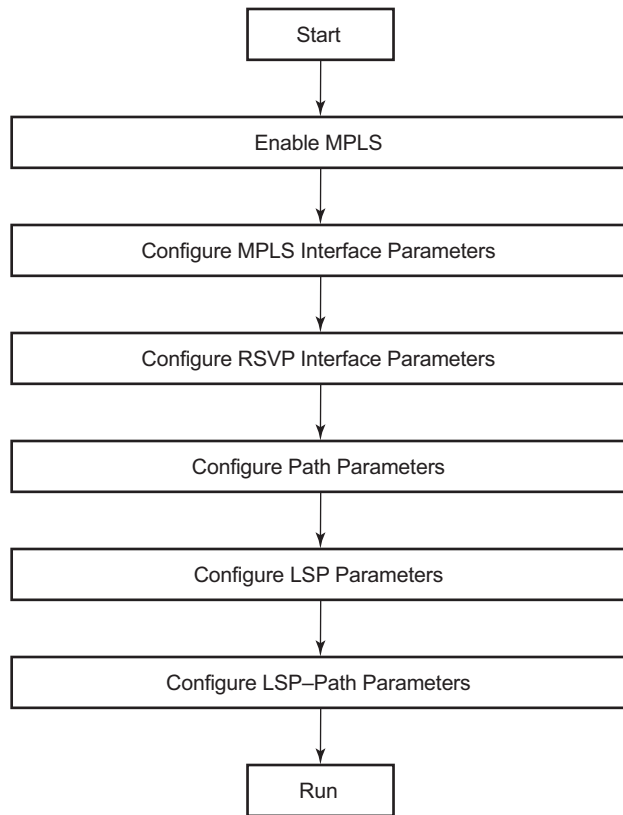 Start
Enable MPLS
Configure MPLS Interface Parameters
Configure RSVP Interface Parameters
Configure Path Parameters
Configure LSP Parameters
Configure LSP–Path Parameters
Run